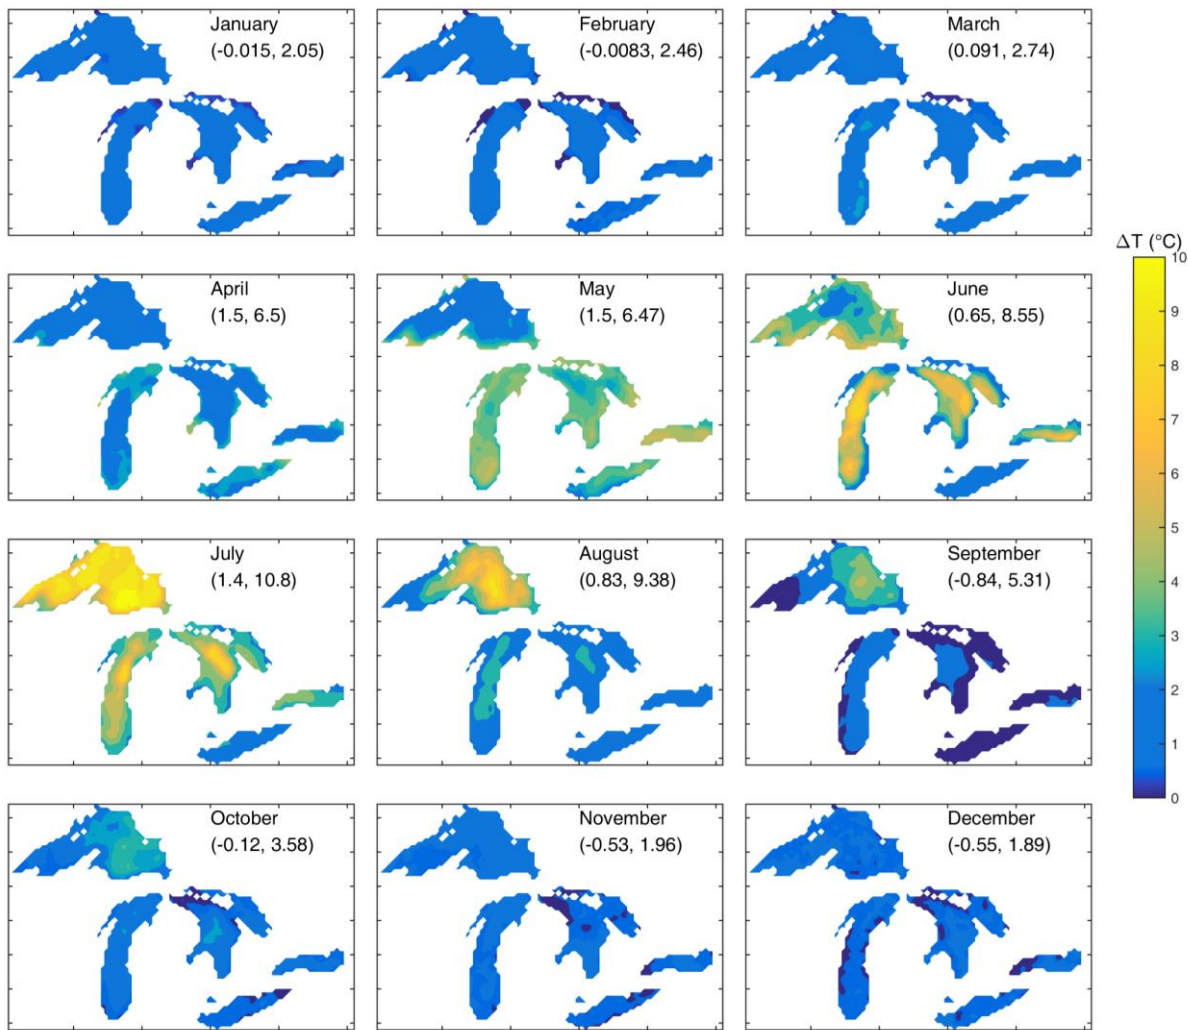 January
(-0.015, 2.05)
February
(-0.0083, 2.46)
March
(0.091, 2.74)
ΔT (°C)
10
9
8
7
6
5
4
3
2
1
0
April
(1.5, 6.5)
May
(1.5, 6.47)
June
(0.65, 8.55)
July
(1.4, 10.8)
August
(0.83, 9.38)
September
(-0.84, 5.31)
October
(-0.12, 3.58)
November
(-0.53, 1.96)
December
(-0.55, 1.89)